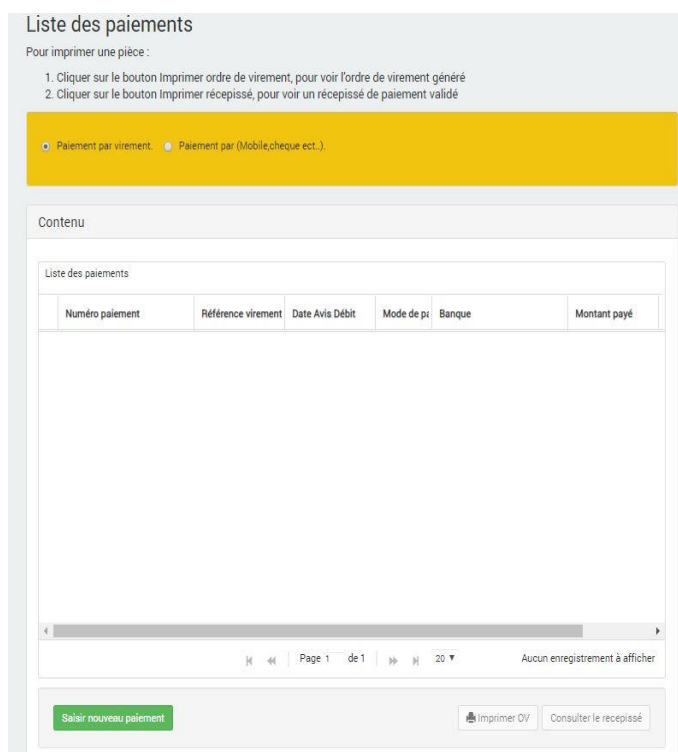 Liste des paiements
Pour imprimer une pièce :
1. Cliquer sur le bouton Imprimer ordre de virement, pour voir l'ordre de virement généré
2. Cliquer sur le bouton Imprimer récepissé, pour voir un récepissé de paiement validé
Paiement par virement. Paiement par (Mobile,cheque ect..).
Contenu
Liste des paiements
Numéro paiement Référence virement Date Avis Débit Mode de pa Banque Montant payé
Page 1 de 1 20 Aucun enregistrement à afficher
Saisir nouveau paiement Imprimer OV Consulter le recepissé